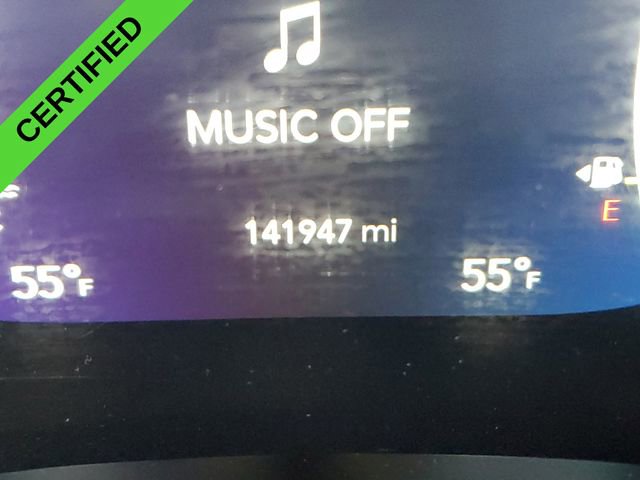 CERTIFIED
MUSIC OFF
141947 mi
E
55°F
55°F